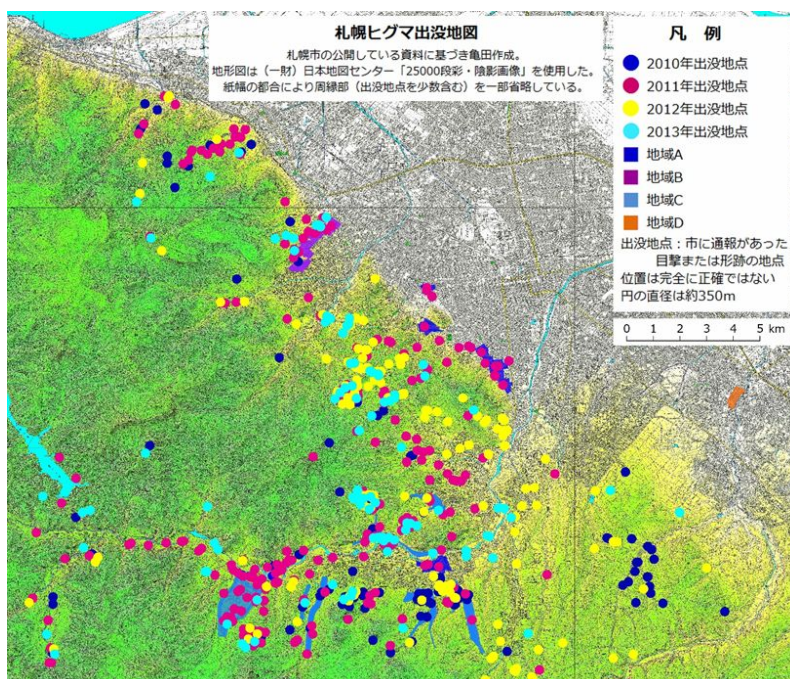 札幌ヒグマ出没地図
札幌市の公開している資料に基づき亀田作成。
地形図は（一財）日本地図センター「25000段彩・陰影画像」を使用した。
紙幅の都合により周縁部（出没地点を少数含む）を一部省略している。
凡　例
2010年出没地点
2011年出没地点
2012年出没地点
2013年出没地点
地域A
地域B
地域C
地域D
出没地点：市に通報があった
目撃または形跡の地点
位置は完全に正確ではない
円の直径は約350m
0 1 2 3 4 5 km